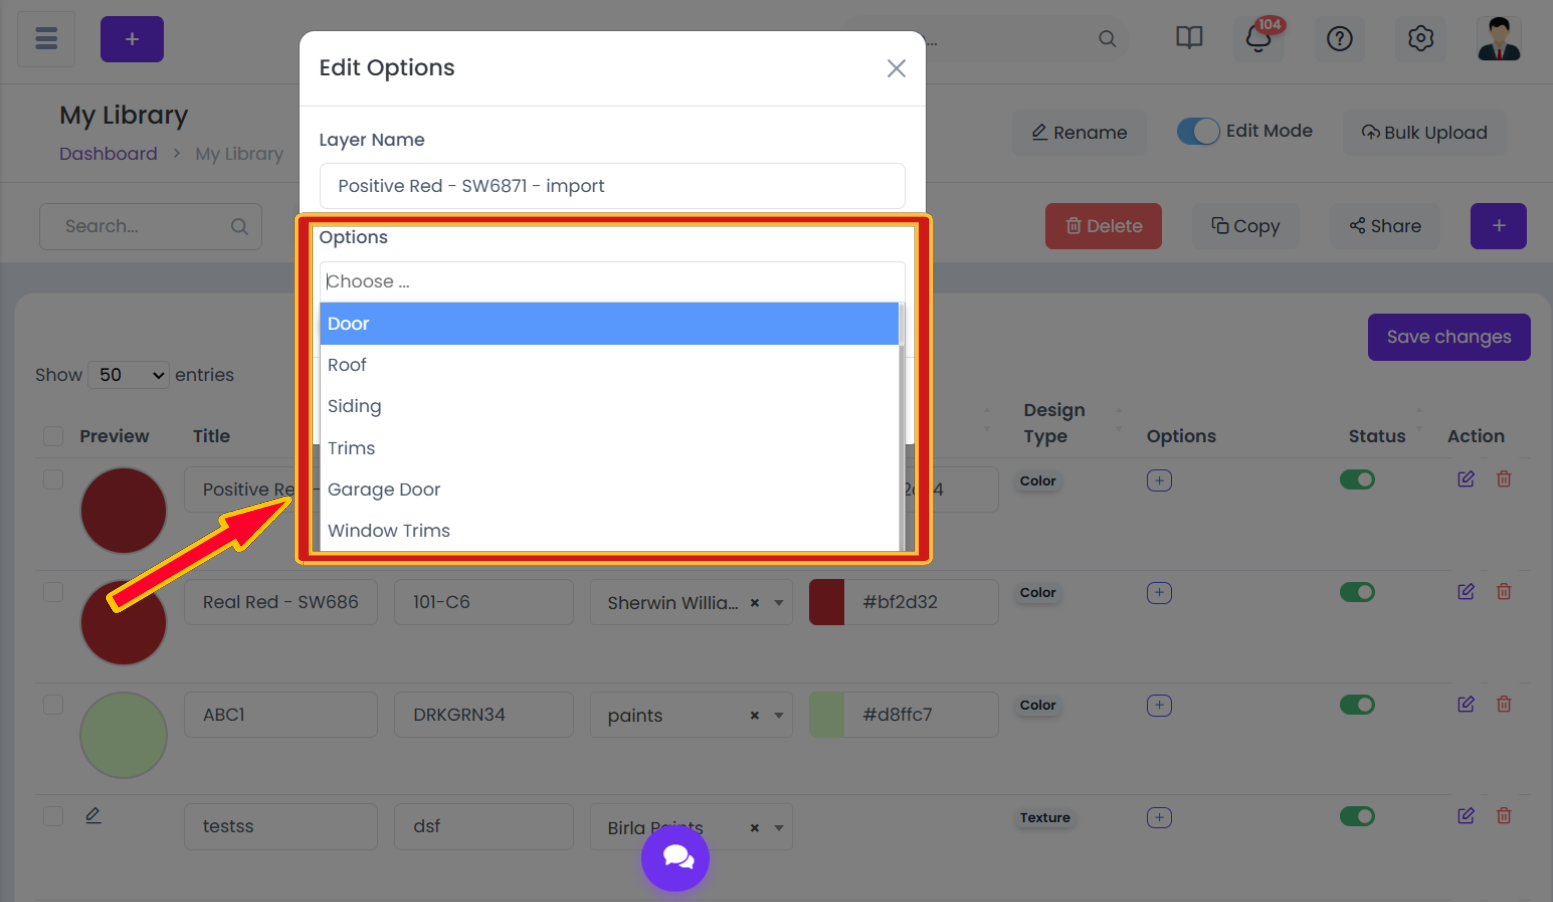 +
...
104
My Library
Dashboard > My Library
Rename
Edit Mode
Bulk Upload
Search...
Delete
Copy
Share
+
Edit Options
Layer Name
Positive Red - SW6871 - import
Options
Choose ...
Door
Roof
Siding
Trims
Garage Door
Window Trims
Save changes
Show 50 entries
Preview Title Design Type Options Status Action
Positive Color
Real Red - SW686 101-C6 Sherwin Willia... × #bf2d32 Color
ABC1 DRKGRN34 paints × #d8ffc7 Color
testss dsf Birla × Texture